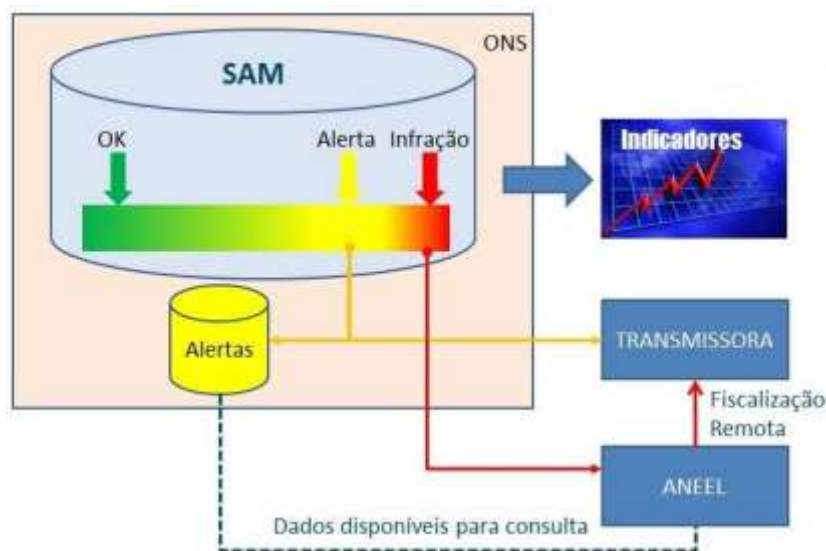 ONS
SAM
OK
Alerta
Infração
Indicadores
Alertas
TRANSMISSORA
Fiscalização
Remota
ANEEL
Dados disponíveis para consulta